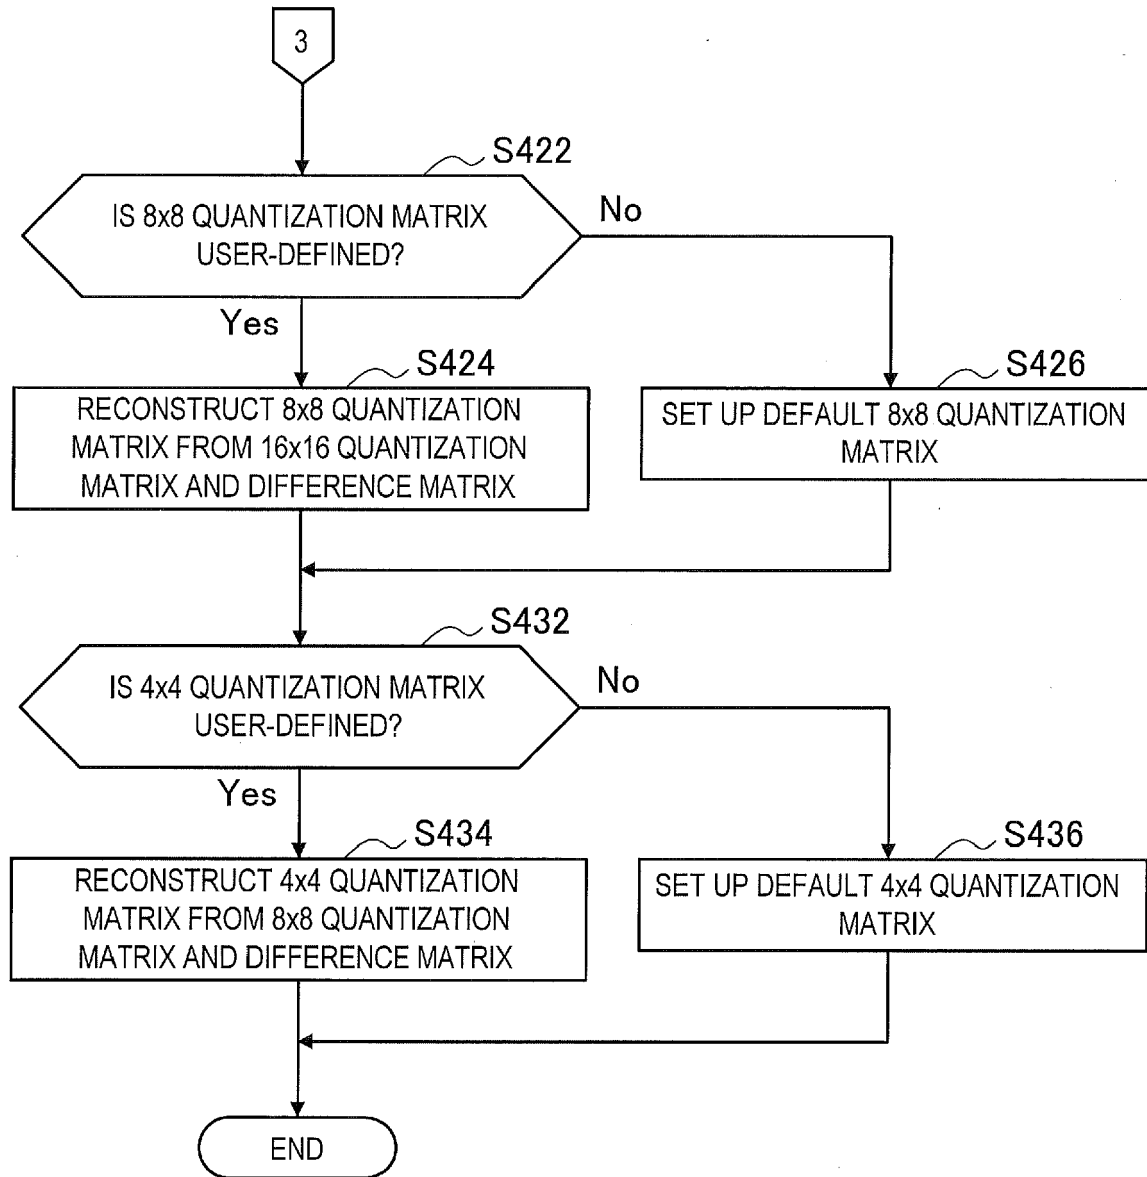 3
S422
IS 8x8 QUANTIZATION MATRIX
USER-DEFINED?
No
Yes
S424
RECONSTRUCT 8x8 QUANTIZATION
MATRIX FROM 16x16 QUANTIZATION
MATRIX AND DIFFERENCE MATRIX
S426
SET UP DEFAULT 8x8 QUANTIZATION
MATRIX
S432
IS 4x4 QUANTIZATION MATRIX
USER-DEFINED?
No
Yes
S434
RECONSTRUCT 4x4 QUANTIZATION
MATRIX FROM 8x8 QUANTIZATION
MATRIX AND DIFFERENCE MATRIX
S436
SET UP DEFAULT 4x4 QUANTIZATION
MATRIX
END